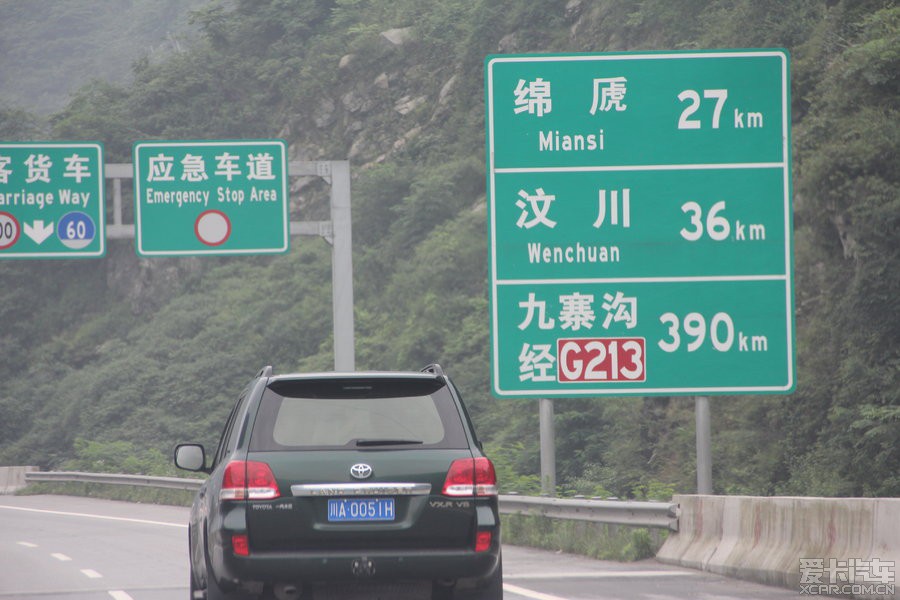 客货车
arriage Way
60
应急车道
Emergency Stop Area
绵虒 27 km
Miansi
汶川 36 km
Wenchuan
九寨沟 390 km
经 G213
TOYOTA
VXR V8
川A·0051H
爱卡汽车
XCAR.COM.CN